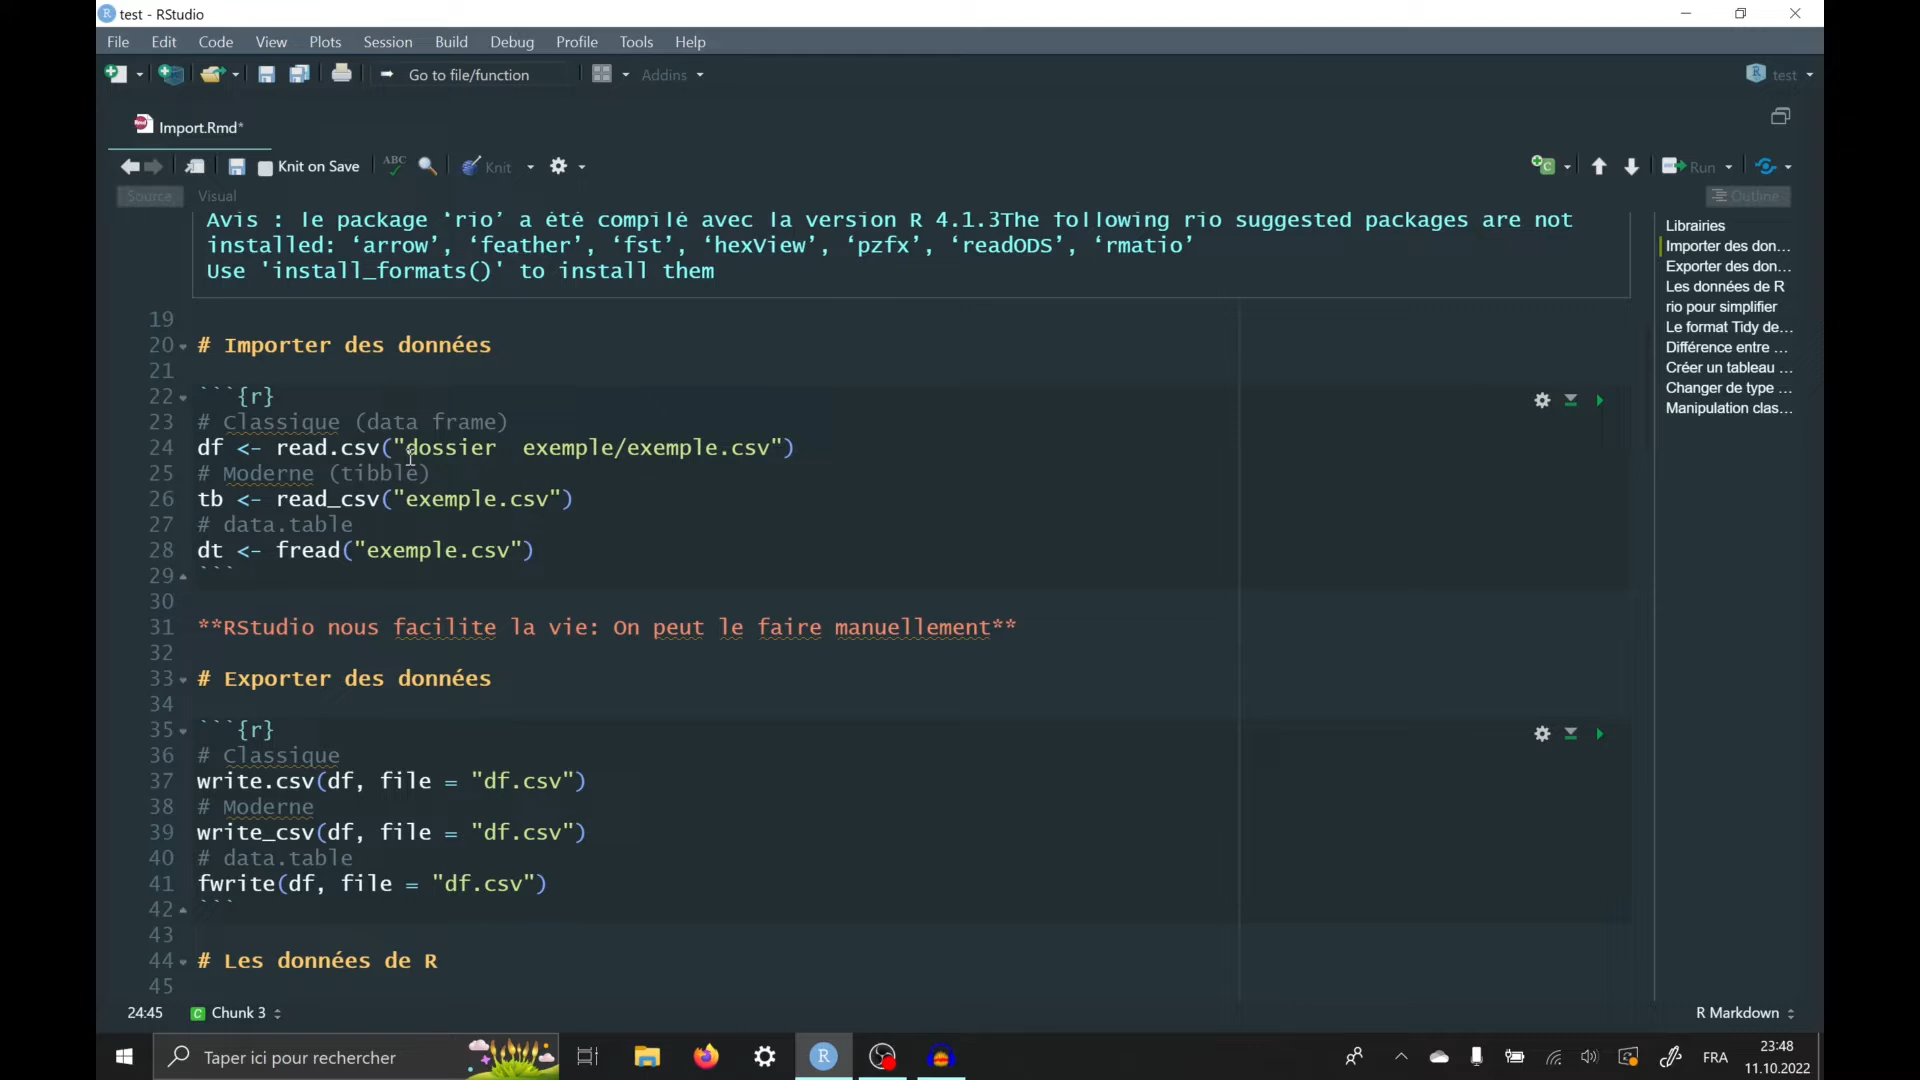 test - RStudio
File Edit Code View Plots Session Build Debug Profile Tools Help
Go to file/function Addins test
Import.Rmd*
Knit on Save ABC Knit Run
Source Visual Outline
Avis : le package ‘rio’ a été compilé avec la version R 4.1.3The following rio suggested packages are not
installed: ‘arrow’, ‘feather’, ‘fst’, ‘hexView’, ‘pzfx’, ‘readODS’, ‘rmatio’
Use 'install_formats()' to install them
19
20 # Importer des données
21
22 ```{r}
23 # Classique (data frame)
24 df <- read.csv("dossier  exemple/exemple.csv")
25 # Moderne (tibble)
26 tb <- read_csv("exemple.csv")
27 # data.table
28 dt <- fread("exemple.csv")
29 ```
30
31 **RStudio nous facilite la vie: On peut le faire manuellement**
32
33 # Exporter des données
34
35 ```{r}
36 # Classique
37 write.csv(df, file = "df.csv")
38 # Moderne
39 write_csv(df, file = "df.csv")
40 # data.table
41 fwrite(df, file = "df.csv")
42 ```
43
44 # Les données de R
45
Librairies
Importer des don...
Exporter des don...
Les données de R
rio pour simplifier
Le format Tidy de...
Différence entre ...
Créer un tableau ...
Changer de type ...
Manipulation clas...
24:45 C Chunk 3 R Markdown
Taper ici pour rechercher
FRA
23:48
11.10.2022